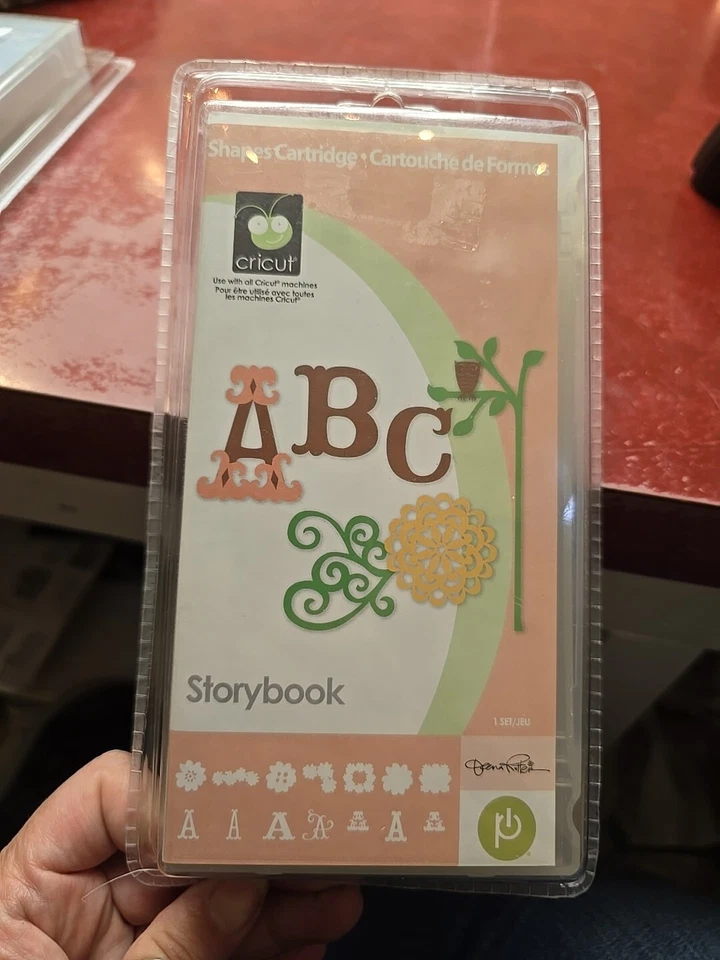 Shapes Cartridge • Cartouche de Formes
cricut®
Use with all Cricut® machines
Pour être utilisé avec toutes
les machines Cricut®
ABC
Storybook
1 SET/JEU
A A A A A A A